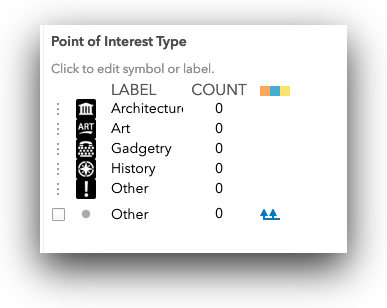 Point of Interest Type
Click to edit symbol or label.
LABEL COUNT
Architecture 0
ART Art 0
Gadgetry 0
History 0
! Other 0
Other 0